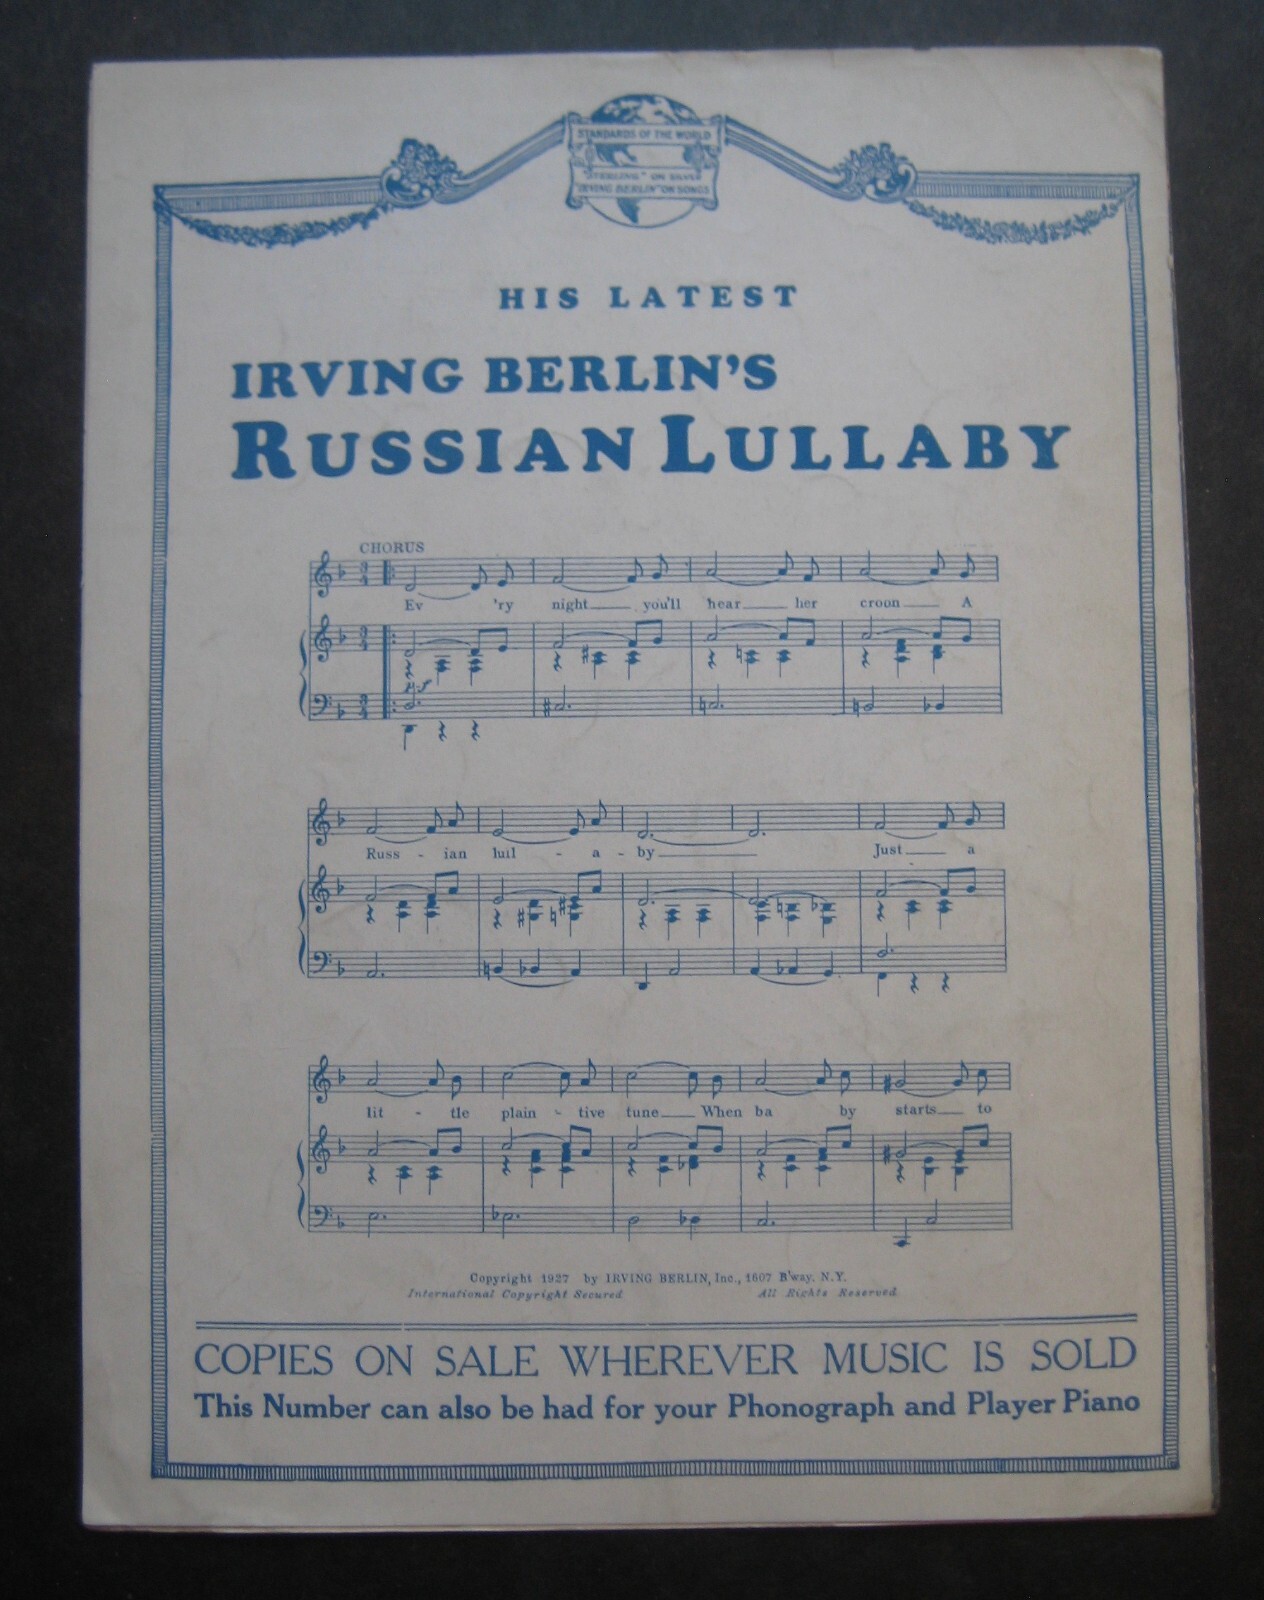 STANDARDS OF THE WORLD
"STERLING" ON SILVER
"IRVING BERLIN" ON SONGS
HIS LATEST
IRVING BERLIN'S
RUSSIAN LULLABY
CHORUS
Ev 'ry night you'll hear her croon A
Russ - ian lull - a - by Just a
lit - tle plain - tive tune When ba by starts to
Copyright 1927 by IRVING BERLIN, Inc., 1607 B'way. N.Y.
International Copyright Secured All Rights Reserved
COPIES ON SALE WHEREVER MUSIC IS SOLD
This Number can also be had for your Phonograph and Player Piano